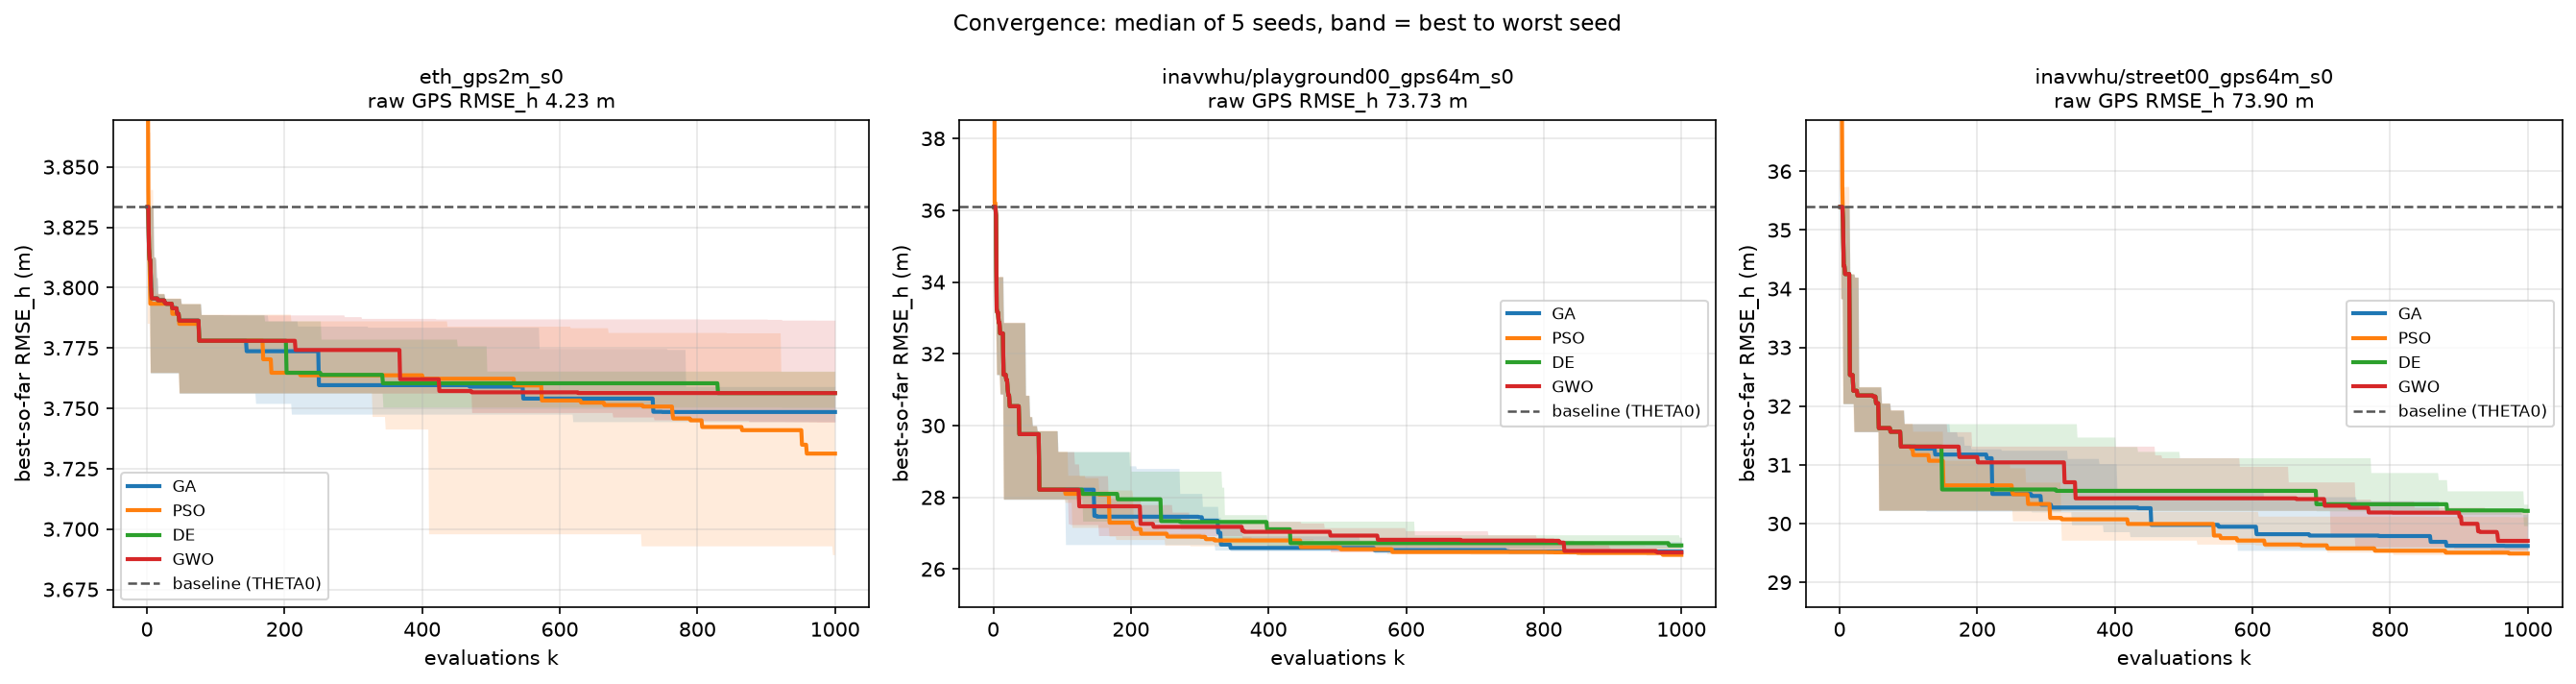 Convergence: median of 5 seeds, band = best to worst seed
eth_gps2m_s0
raw GPS RMSE_h 4.23 m
best-so-far RMSE_h (m)
3.850
3.825
3.800
3.775
3.750
3.725
3.700
3.675
GA
PSO
DE
GWO
baseline (THETA0)
0 200 400 600 800 1000
evaluations k
inavwhu/playground00_gps64m_s0
raw GPS RMSE_h 73.73 m
best-so-far RMSE_h (m)
38
36
34
32
30
28
26
GA
PSO
DE
GWO
baseline (THETA0)
0 200 400 600 800 1000
evaluations k
inavwhu/street00_gps64m_s0
raw GPS RMSE_h 73.90 m
best-so-far RMSE_h (m)
36
35
34
33
32
31
30
29
GA
PSO
DE
GWO
baseline (THETA0)
0 200 400 600 800 1000
evaluations k